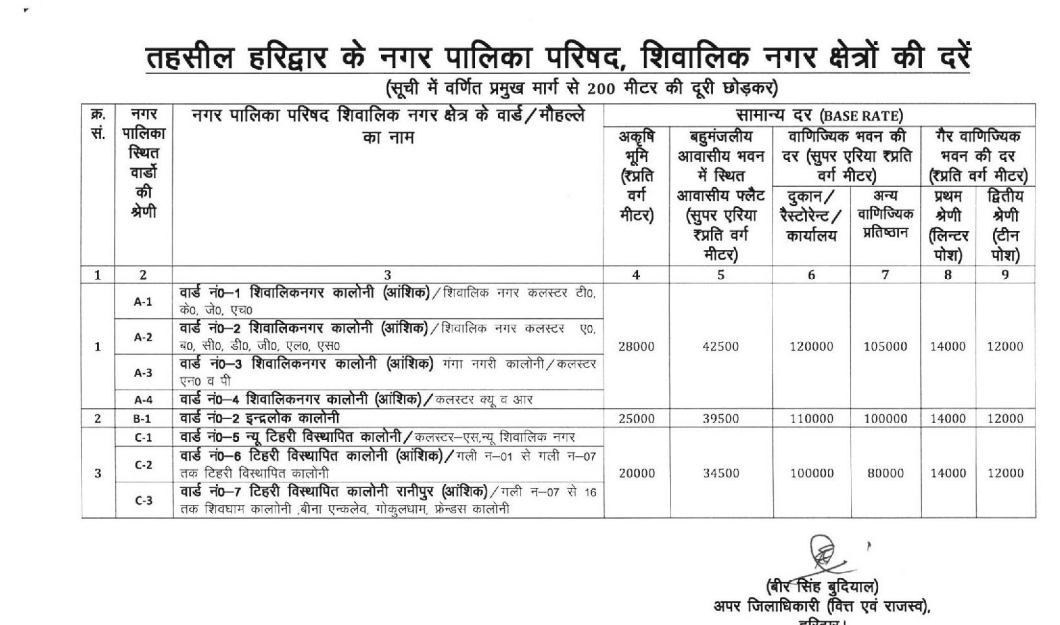 तहसील हरिद्वार के नगर पालिका परिषद, शिवालिक नगर क्षेत्रों की दरें
(सूची में वर्णित प्रमुख मार्ग से 200 मीटर की दूरी छोड़कर)
क्र. सं.
नगर पालिका स्थित वार्डो की श्रेणी
नगर पालिका परिषद शिवालिक नगर क्षेत्र के वार्ड/मौहल्ले
का नाम
सामान्य दर (BASE RATE)
अकृषि भूमि (₹प्रति वर्ग मीटर)
बहुमंजलीय आवासीय भवन में स्थित आवासीय फ्लैट (सुपर एरिया ₹प्रति वर्ग मीटर)
वाणिज्यिक भवन की दर (सुपर एरिया ₹प्रति वर्ग मीटर)
गैर वाणिज्यिक भवन की दर (₹प्रति वर्ग मीटर)
दुकान/ रैस्टोरेन्ट/ कार्यालय
अन्य वाणिज्यिक प्रतिष्ठान
प्रथम श्रेणी (लिन्टर पोश)
द्वितीय श्रेणी (टीन पोश)
1 2 3 4 5 6 7 8 9
1
A-1 वार्ड नं0–1 शिवालिकनगर कालोनी (आंशिक)/शिवालिक नगर कलस्टर टी0,
के0, जे0, एच0
A-2 वार्ड नं0–2 शिवालिकनगर कालोनी (आंशिक)/शिवालिक नगर कलस्टर ए0,
ब0, सी0, डी0, जी0, एल0, एस0
A-3 वार्ड नं0–3 शिवालिकनगर कालोनी (आंशिक) गंगा नगरी कालोनी/कलस्टर
एन0 व पी
A-4 वार्ड नं0–4 शिवालिकनगर कालोनी (आंशिक)/कलस्टर क्यू व आर
28000 42500 120000 105000 14000 12000
2 B-1 वार्ड नं0–2 इन्द्रलोक कालोनी 25000 39500 110000 100000 14000 12000
3
C-1 वार्ड नं0–5 न्यू टिहरी विस्थापित कालोनी/कलस्टर–एस,न्यू शिवालिक नगर
C-2 वार्ड नं0–6 टिहरी विस्थापित कालोनी (आंशिक)/गली न–01 से गली न–07
तक टिहरी विस्थापित कालोनी
C-3 वार्ड नं0–7 टिहरी विस्थापित कालोनी रानीपुर (आंशिक)/गली न–07 से 16
तक शिवघाम कालाोनी ,बीना एन्कलेव, गोकुलधाम, फ्रेन्डस कालोनी
20000 34500 100000 80000 14000 12000
(बीर सिंह बुदियाल)
अपर जिलाधिकारी (वित्त एवं राजस्व),
हरिद्वार।